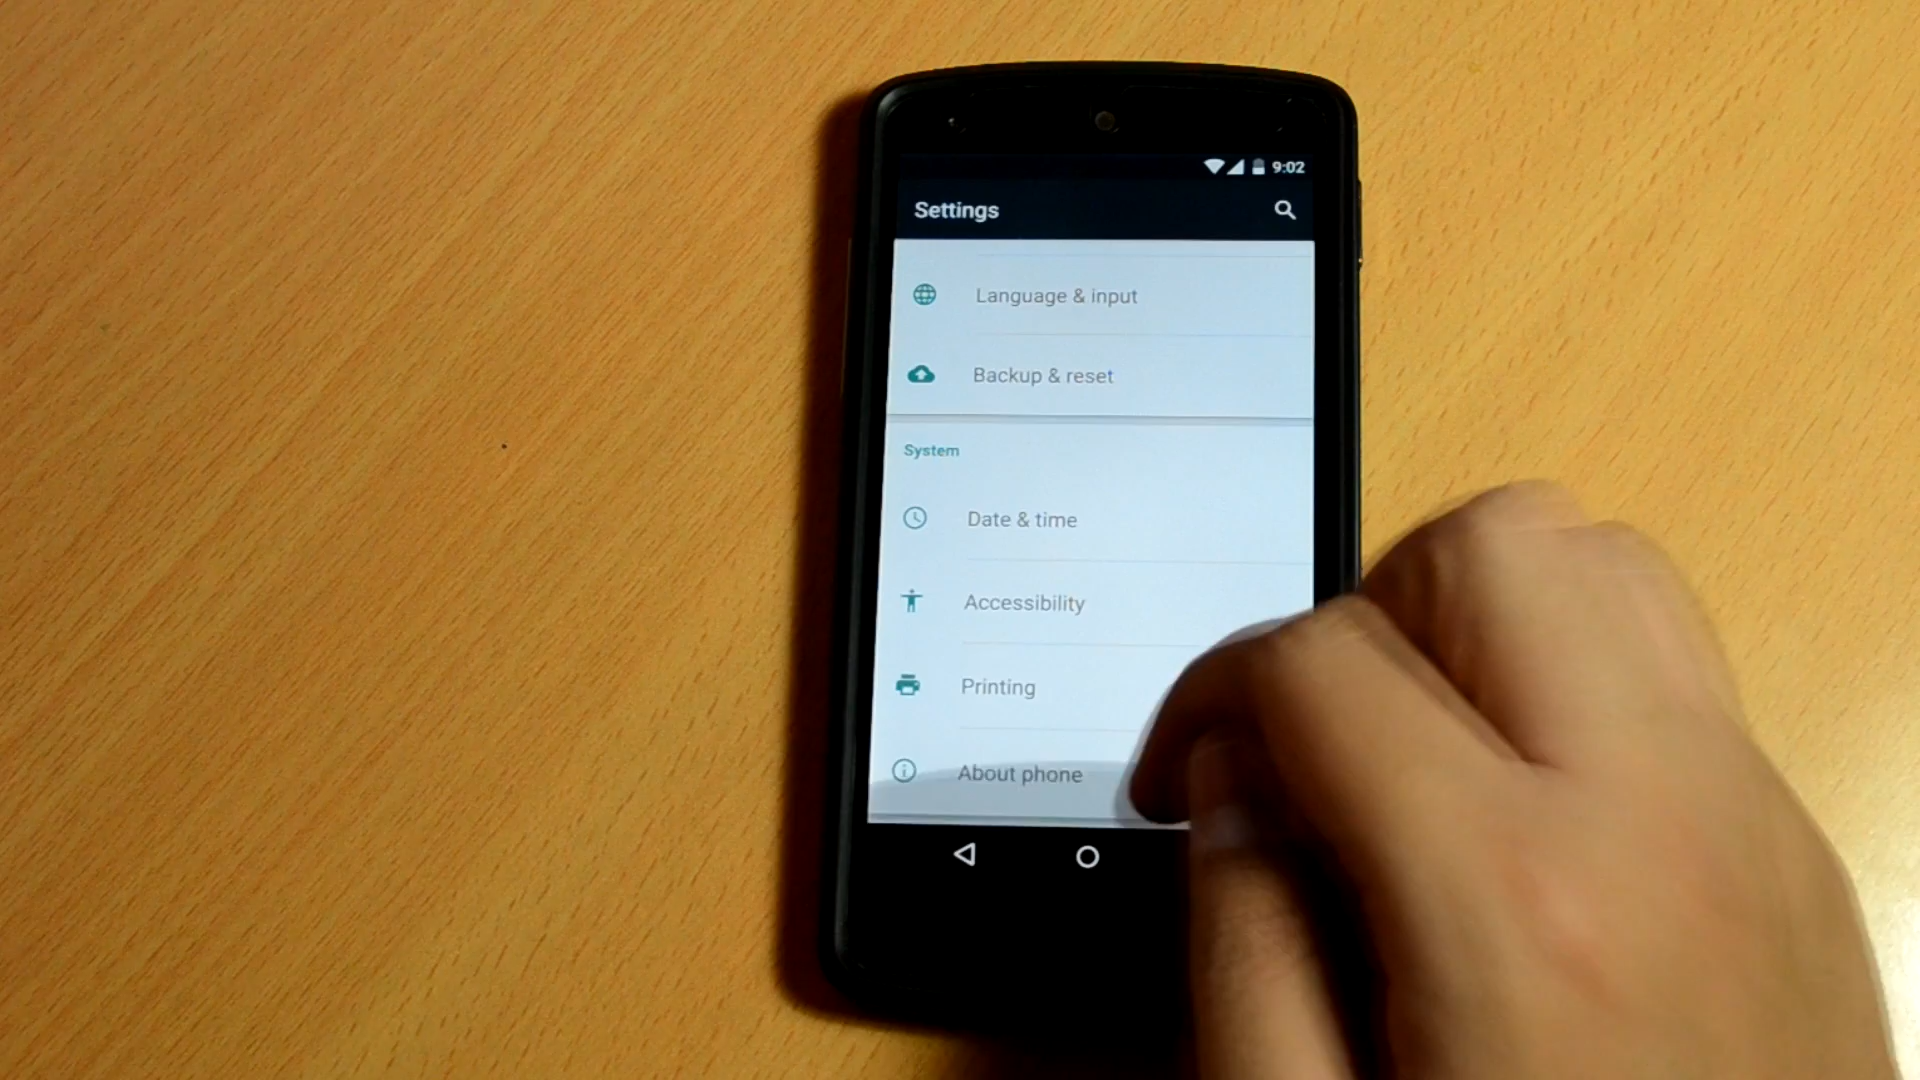 9:02
Settings
Language & input
Backup & reset
System
Date & time
Accessibility
Printing
About phone